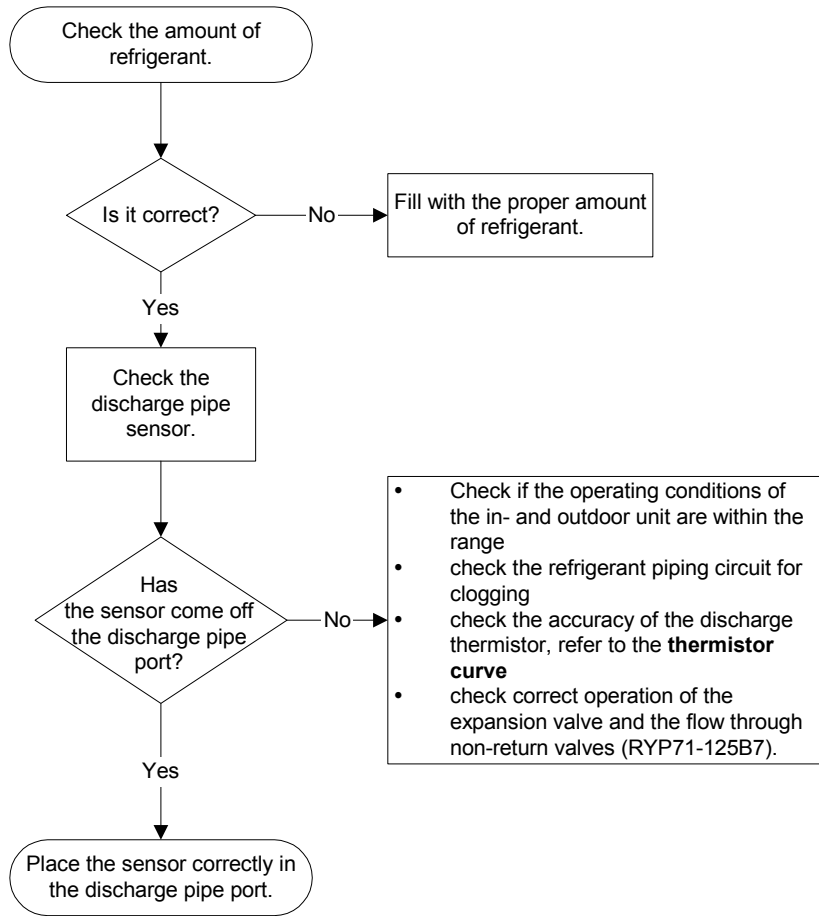 Check the amount of
refrigerant.
Is it correct?
No
Fill with the proper amount
of refrigerant.
Yes
Check the
discharge pipe
sensor.
Has
the sensor come off
the discharge pipe
port?
No
• Check if the operating conditions of
the in- and outdoor unit are within the
range
• check the refrigerant piping circuit for
clogging
• check the accuracy of the discharge
thermistor, refer to the thermistor
curve
• check correct operation of the
expansion valve and the flow through
non-return valves (RYP71-125B7).
Yes
Place the sensor correctly in
the discharge pipe port.